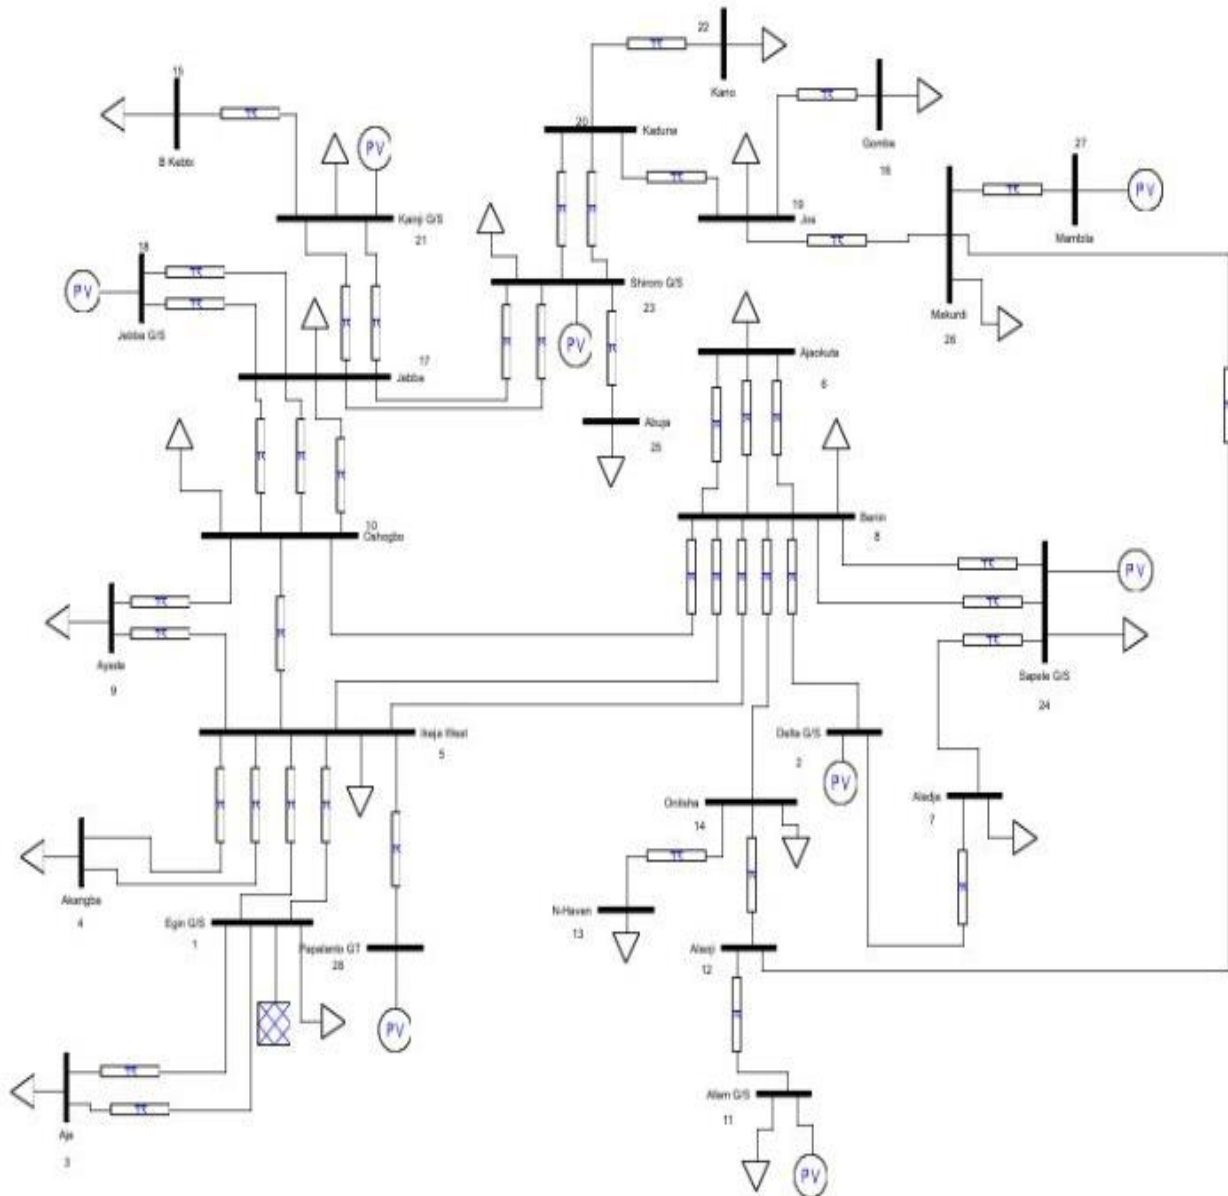 22
Kano
15
B Kebbi
PV
20
Kaduna
Gombe
16
27
PV
Mambila
19
Jos
Kainji G/S
21
18
PV
Jebba G/S
Shiroro G/S
23
PV
Makurdi
26
17
Jebba
Ajaokuta
6
Abuja
25
10
Oshogbo
Benin
8
PV
Sapele G/S
24
Ayede
9
Ikeja West
5
Delta G/S
2
PV
Aladja
7
Onitsha
14
Akangba
4
N-Haven
13
Egin G/S
1
Papalanto GT
28
Alaoji
12
PV
Afam G/S
11
PV
Aja
3